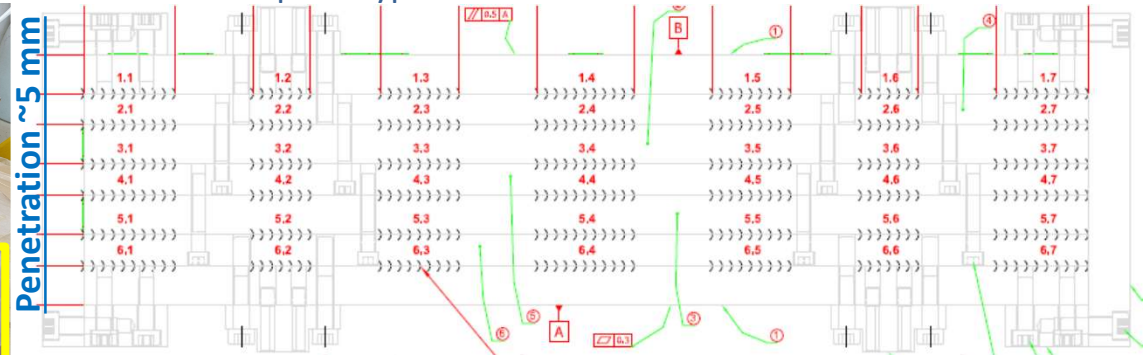 Penetration ~5 mm
// 0.5 A
B
1
4
1.1 1.2 1.3 1.4 1.5 1.6 1.7
2.1 2.2 2.3 2.4 2.5 2.6 2.7
3.1 3.2 3.3 3.4 3.5 3.6 3.7
4.1 4.2 4.3 4.4 4.5 4.6 4.7
5.1 5.2 5.3 5.4 5.5 5.6 5.7
6.1 6.2 6.3 6.4 6.5 6.6 6.7
6
5
A
3
0.3
1